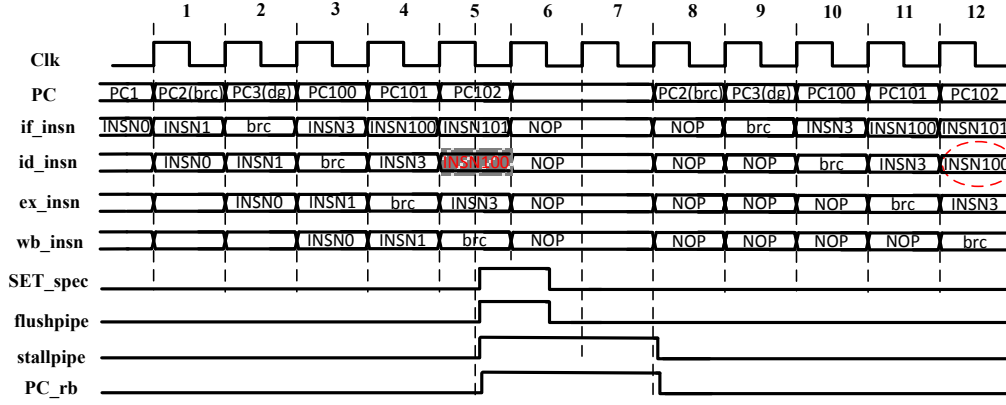 1 2 3 4 5 6 7 8 9 10 11 12
Clk
PC PC1 PC2(brc) PC3(dg) PC100 PC101 PC102 PC2(brc) PC3(dg) PC100 PC101 PC102
if_insn INSN0 INSN1 brc INSN3 INSN100 INSN101 NOP NOP brc INSN3 INSN100 INSN101
id_insn INSN0 INSN1 brc INSN3 INSN100 NOP NOP NOP brc INSN3 INSN100
ex_insn INSN0 INSN1 brc INSN3 NOP NOP NOP NOP brc INSN3
wb_insn INSN0 INSN1 brc NOP NOP NOP NOP NOP brc
SET_spec
flushpipe
stallpipe
PC_rb